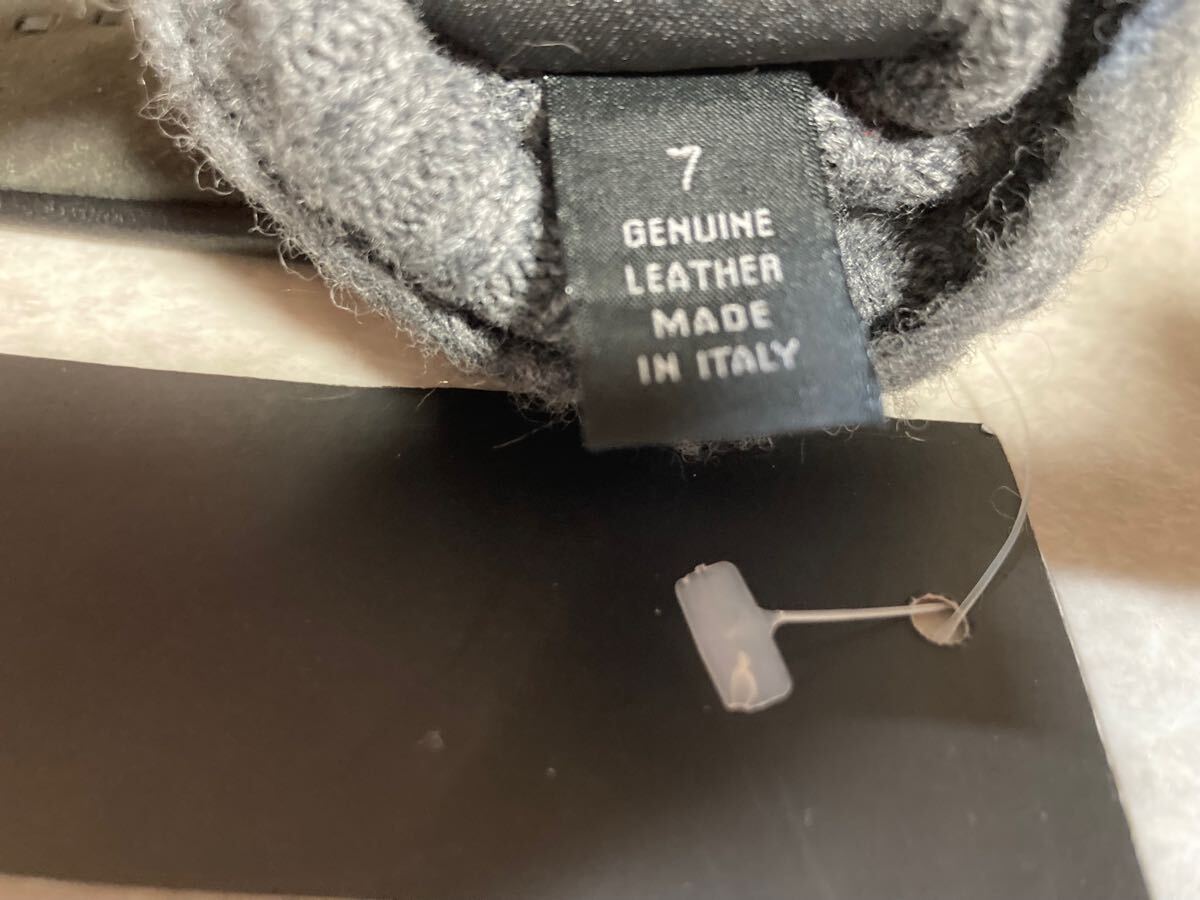 7
GENUINE
LEATHER
MADE
IN ITALY